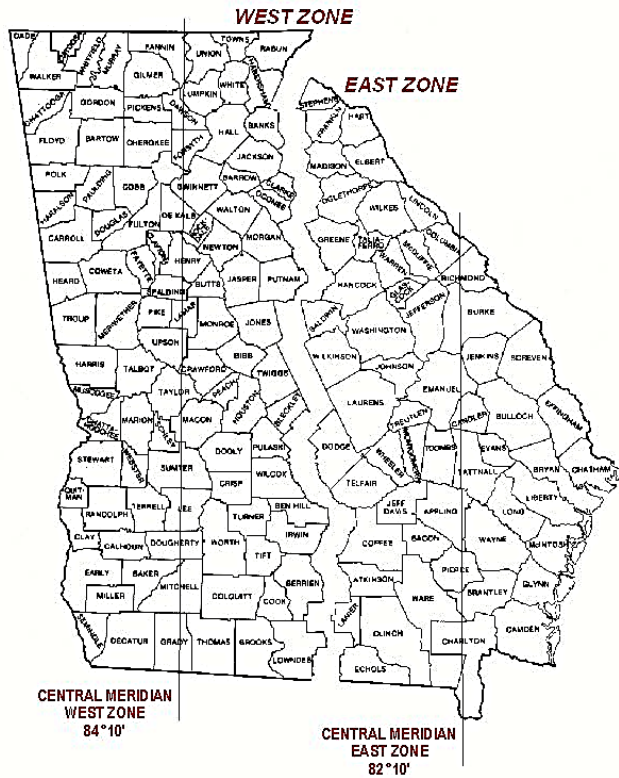 WEST ZONE
EAST ZONE
DADE
CATOOSA
WHITFIELD
MURRAY
FANNIN
TOWNS
UNION
RABUN
WALKER
GILMER
LUMPKIN
WHITE
HABERSHAM
STEPHENS
CHATTOOGA
GORDON
PICKENS
DAWSON
FRANKLIN
HART
FLOYD
BARTOW
CHEROKEE
FORSYTH
HALL
BANKS
JACKSON
MADISON
ELBERT
POLK
PAULDING
COBB
GWINNETT
BARROW
CLARKE
OCONEE
OGLETHORPE
HARALSON
DOUGLAS
FULTON
DE KALB
WALTON
WILKES
LINCOLN
CARROLL
ROCKDALE
NEWTON
MORGAN
GREENE
TALIAFERRO
COLUMBIA
CLAYTON
FAYETTE
HENRY
WARREN
McDUFFIE
HEARD
COWETA
SPALDING
BUTTS
JASPER
PUTNAM
HANCOCK
GLASCOCK
RICHMOND
TROUP
MERIWETHER
PIKE
LAMAR
MONROE
JONES
BALDWIN
WASHINGTON
JEFFERSON
BURKE
HARRIS
UPSON
TALBOT
CRAWFORD
BIBB
TWIGGS
WILKINSON
JOHNSON
JENKINS
SCREVEN
MUSCOGEE
TAYLOR
PEACH
HOUSTON
BLECKLEY
LAURENS
EMANUEL
CHATTAHOOCHEE
MARION
SCHLEY
MACON
TREUTLEN
CANDLER
BULLOCH
EFFINGHAM
STEWART
WEBSTER
SUMTER
DOOLY
PULASKI
DODGE
WHEELER
MONTGOMERY
TOOMBS
EVANS
TATTNALL
BRYAN
CHATHAM
QUIT-
MAN
RANDOLPH
TERRELL
LEE
CRISP
WILCOX
TELFAIR
JEFF
DAVIS
APPLING
LONG
LIBERTY
TURNER
BEN HILL
CLAY
CALHOUN
DOUGHERTY
WORTH
TIFT
IRWIN
COFFEE
BACON
WAYNE
McINTOSH
EARLY
BAKER
MITCHELL
COLQUITT
COOK
BERRIEN
ATKINSON
WARE
PIERCE
BRANTLEY
GLYNN
MILLER
SEMINOLE
DECATUR
GRADY
THOMAS
BROOKS
LOWNDES
LANIER
CLINCH
ECHOLS
CHARLTON
CAMDEN
CENTRAL MERIDIAN
WEST ZONE
84°10'
CENTRAL MERIDIAN
EAST ZONE
82°10'